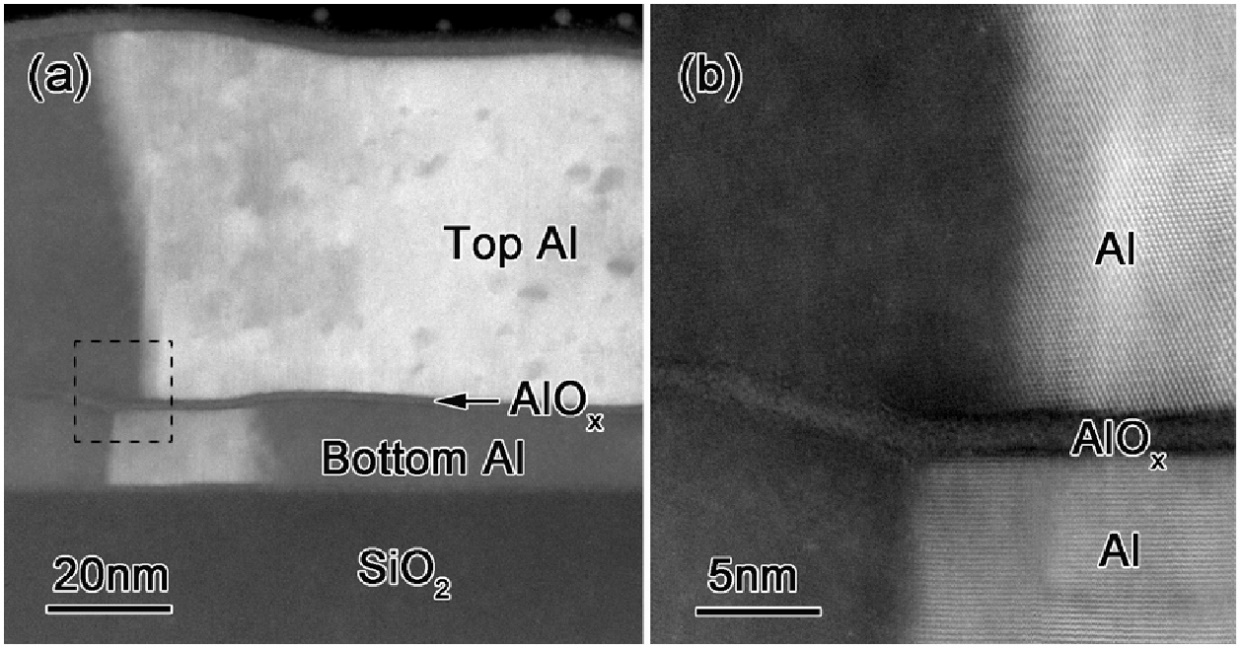 (a)
Top Al
AlOₓ
Bottom Al
SiO₂
20nm
(b)
Al
AlOₓ
Al
5nm